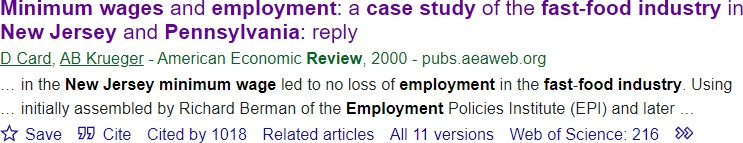 Minimum wages and employment: a case study of the fast-food industry in
New Jersey and Pennsylvania: reply
D Card, AB Krueger - American Economic Review, 2000 - pubs.aeaweb.org
... in the New Jersey minimum wage led to no loss of employment in the fast-food industry. Using
... initially assembled by Richard Berman of the Employment Policies Institute (EPI) and later ...
Save Cite Cited by 1018 Related articles All 11 versions Web of Science: 216